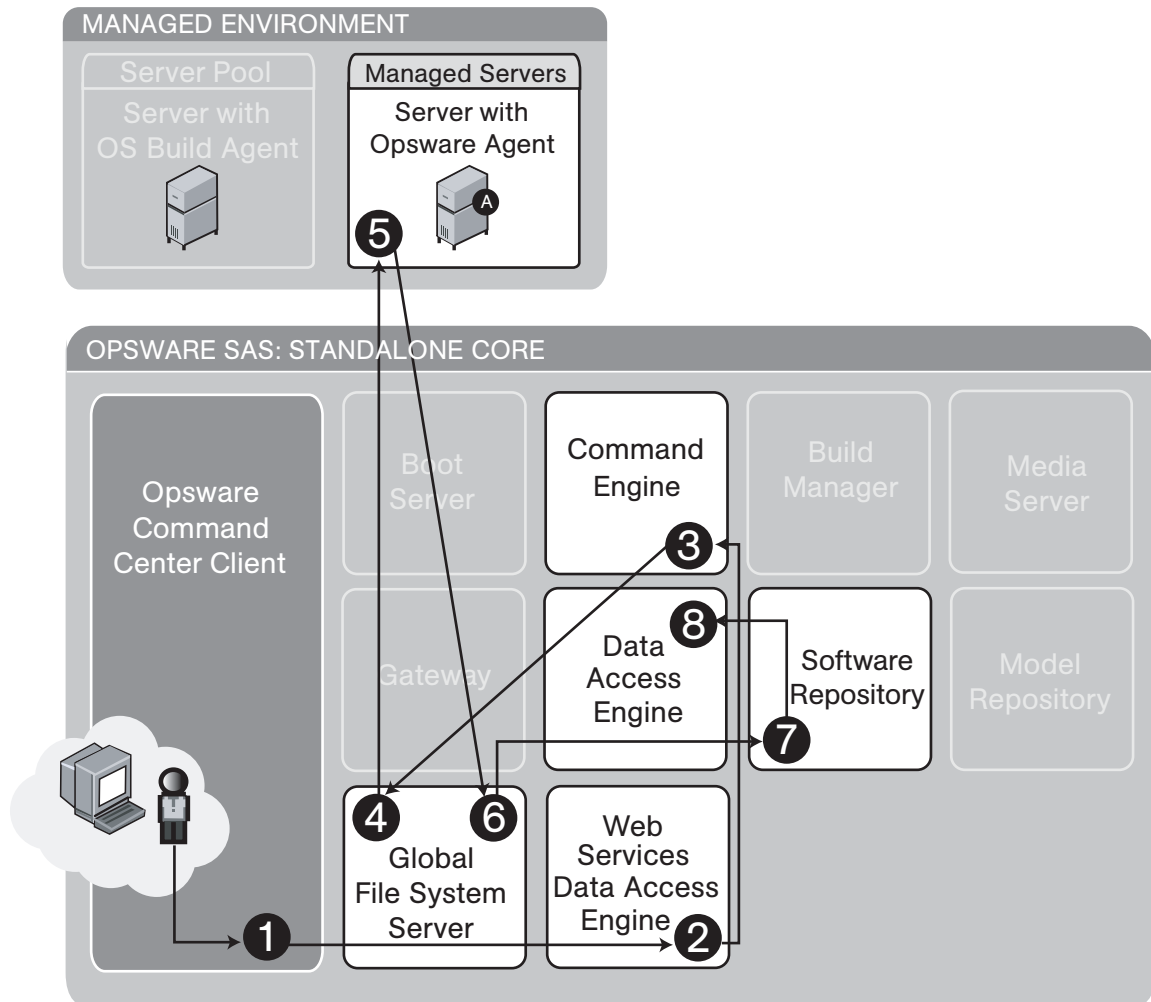 MANAGED ENVIRONMENT
Server Pool
Server with
OS Build Agent
Managed Servers
Server with
Opsware Agent
A
5
OPSWARE SAS: STANDALONE CORE
Opsware
Command
Center Client
1
Boot
Server
Command
Engine
3
Build
Manager
Media
Server
Gateway
8
Data
Access
Engine
Software
Repository
7
Model
Repository
4
6
Global
File System
Server
Web
Services
Data Access
Engine
2